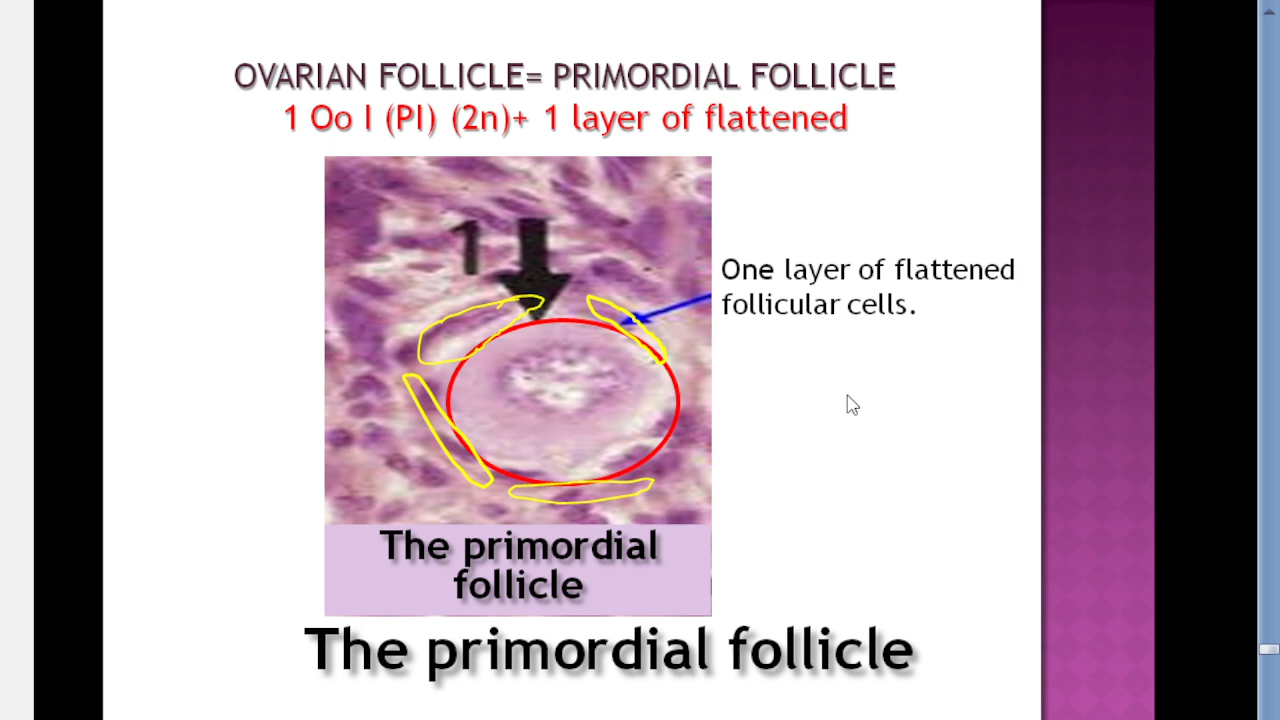 OVARIAN FOLLICLE= PRIMORDIAL FOLLICLE
1 Oo I (PI) (2n)+ 1 layer of flattened
1
One layer of flattened
follicular cells.
The primordial
follicle
The primordial follicle